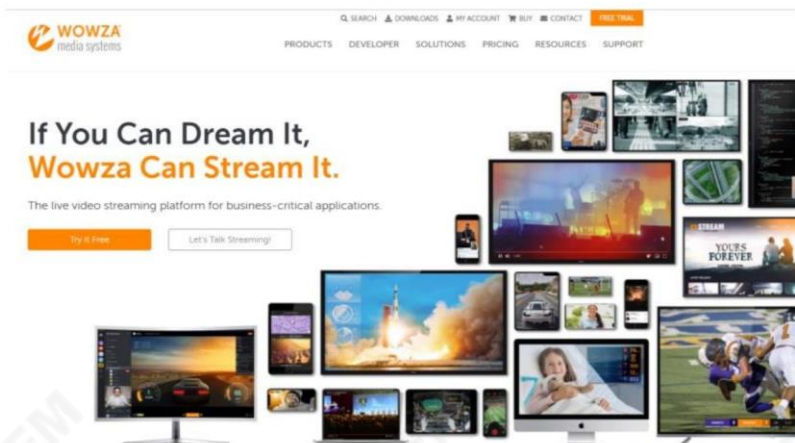 SEARCH DOWNLOADS MY ACCOUNT BUY CONTACT FREE TRIAL
WOWZA
media systems
PRODUCTS DEVELOPER SOLUTIONS PRICING RESOURCES SUPPORT
If You Can Dream It,
Wowza Can Stream It.
The live video streaming platform for business-critical applications.
Try It Free
Let's Talk Streaming!
STREAM
YOURS
FOREVER